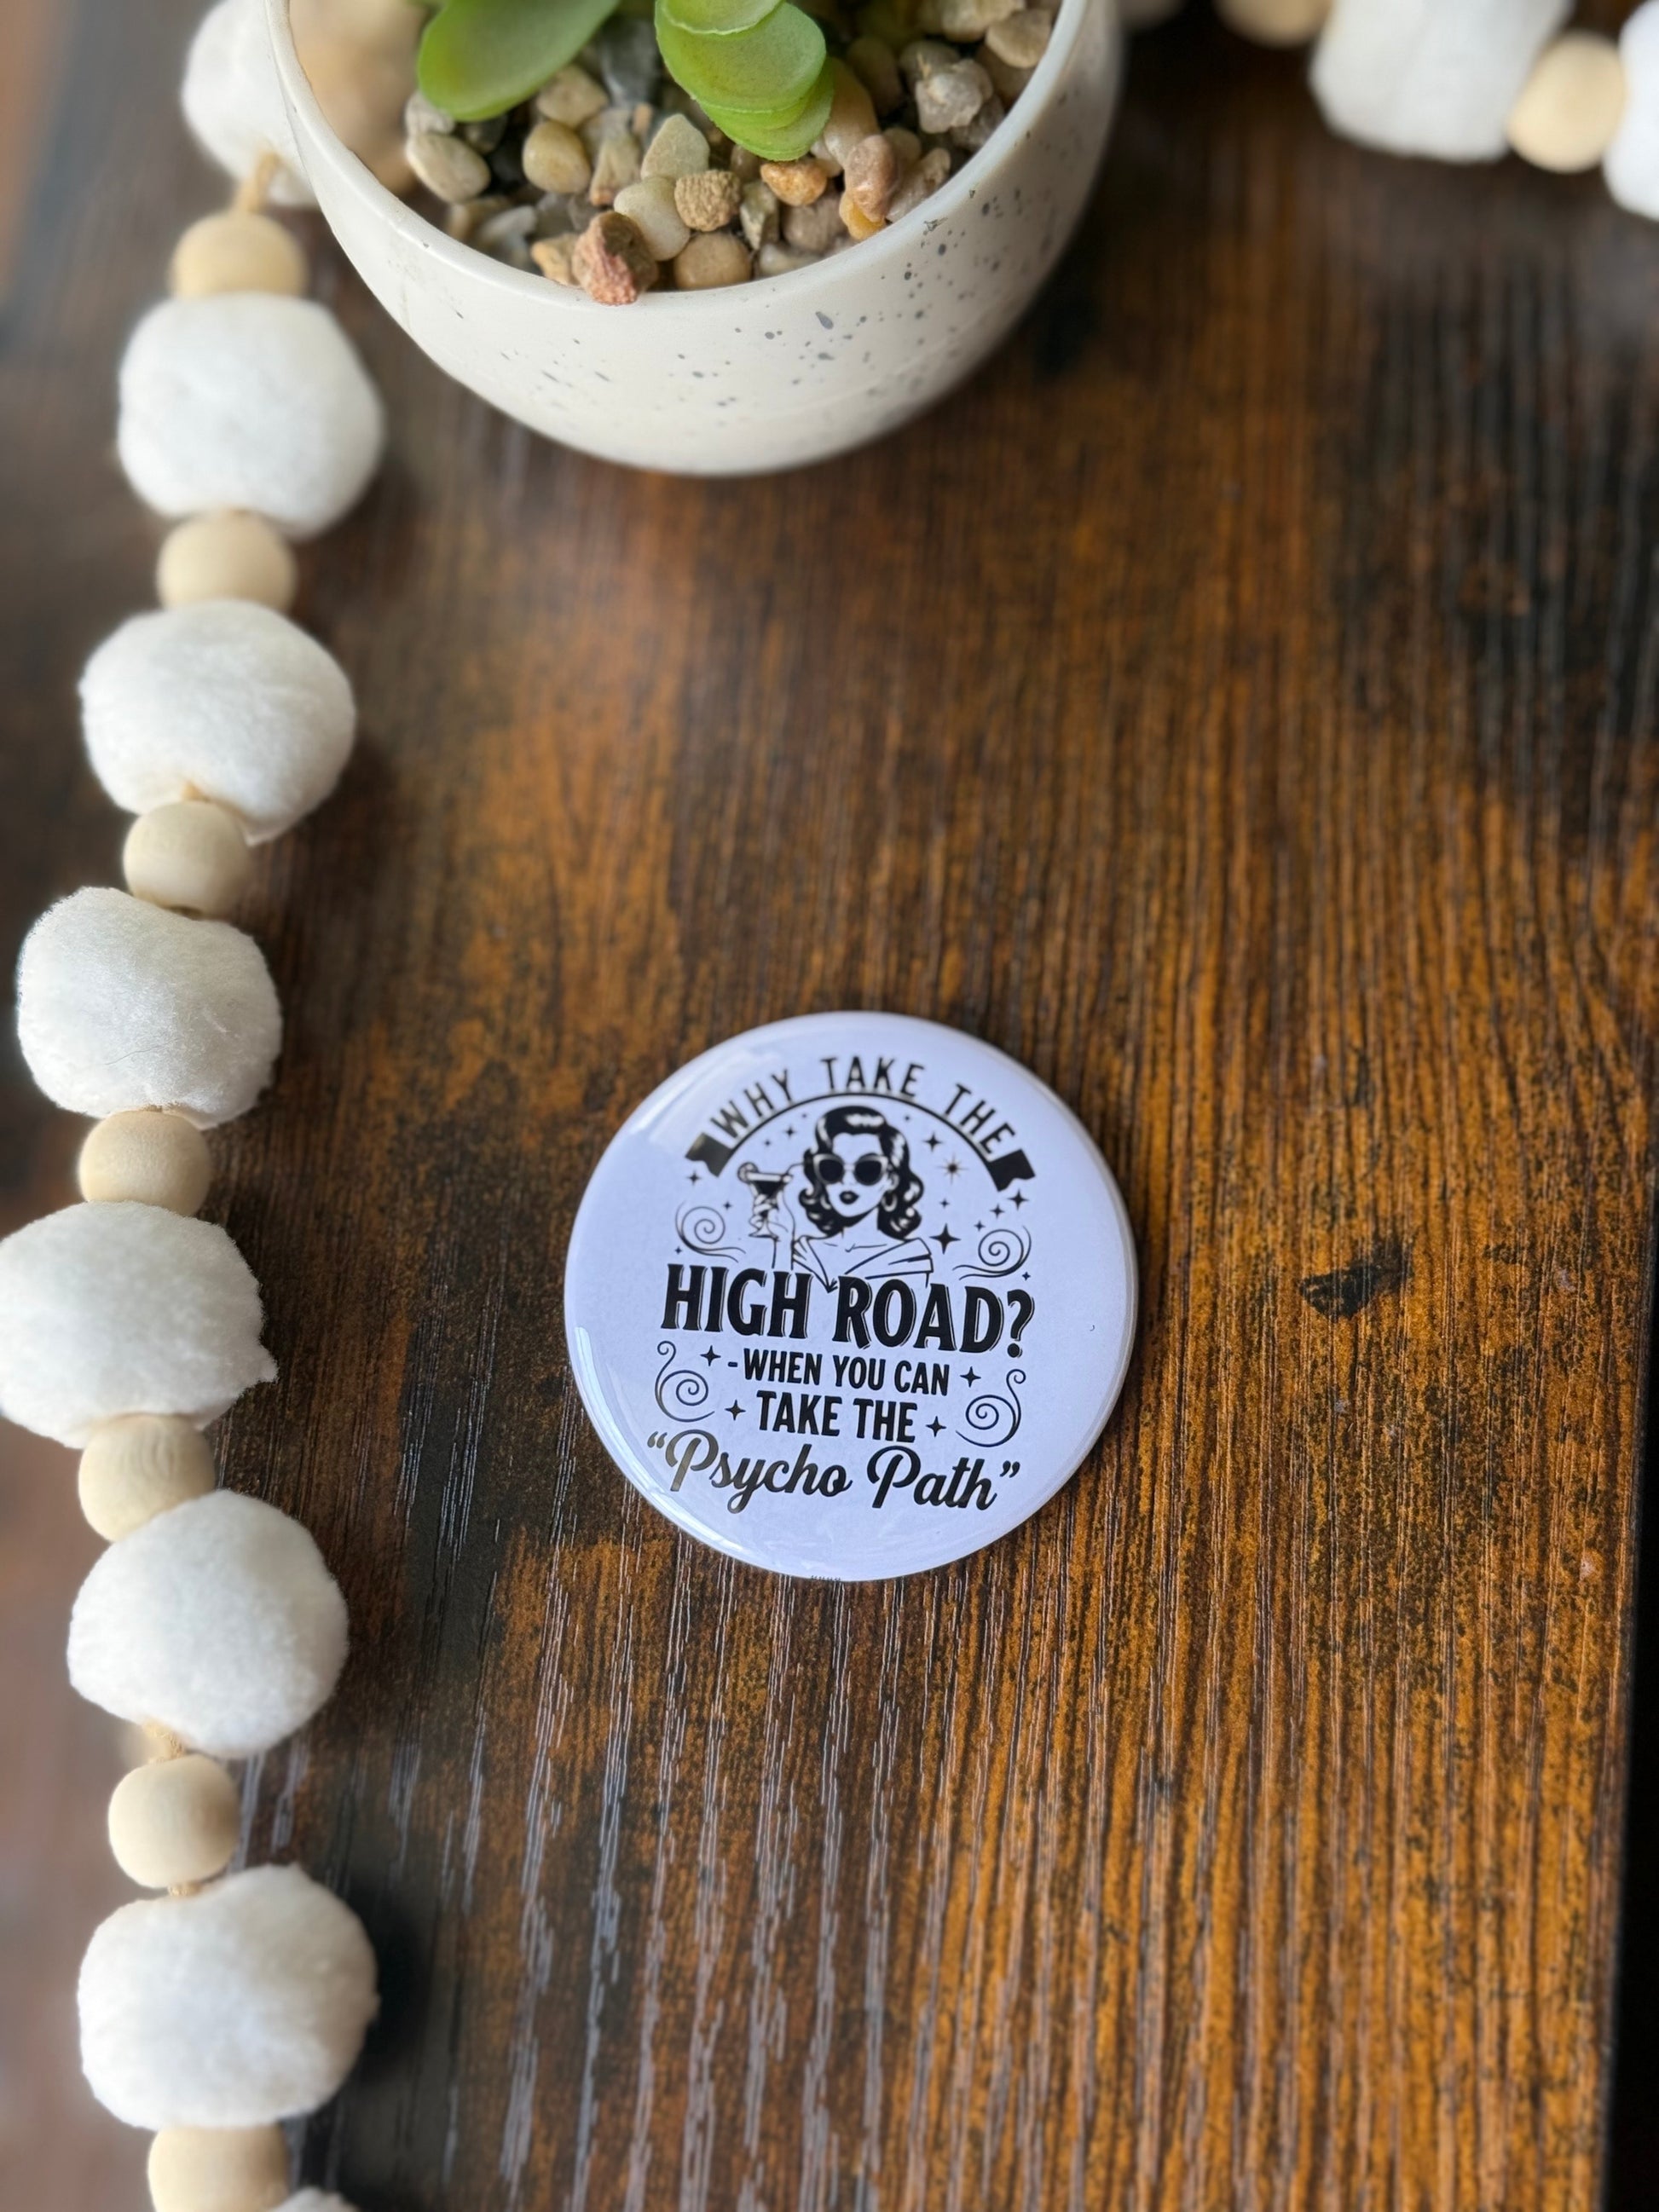 WHY TAKE THE
HIGH ROAD?
-WHEN YOU CAN
TAKE THE
“Psycho Path”